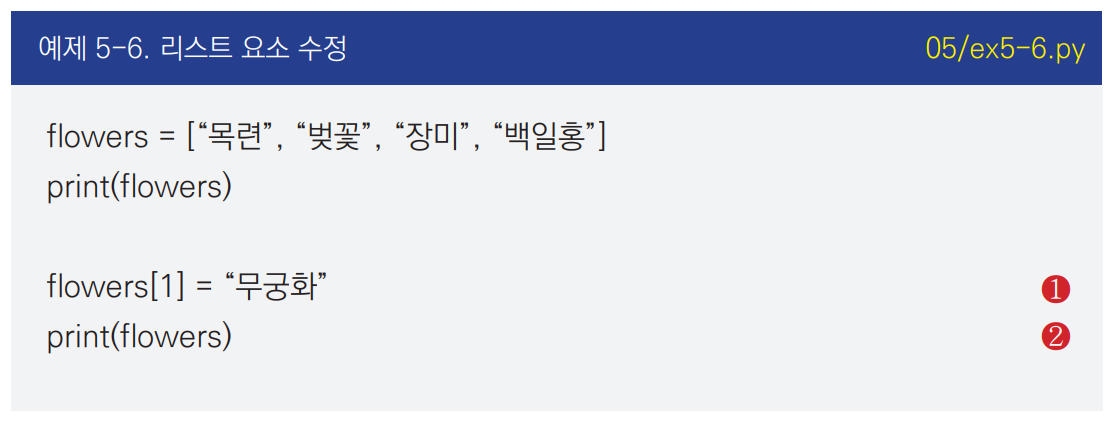 예제 5-6. 리스트 요소 수정 05/ex5-6.py
flowers = [“목련”, “벚꽃”, “장미”, “백일홍”]
print(flowers)
flowers[1] = “무궁화” ❶
print(flowers) ❷